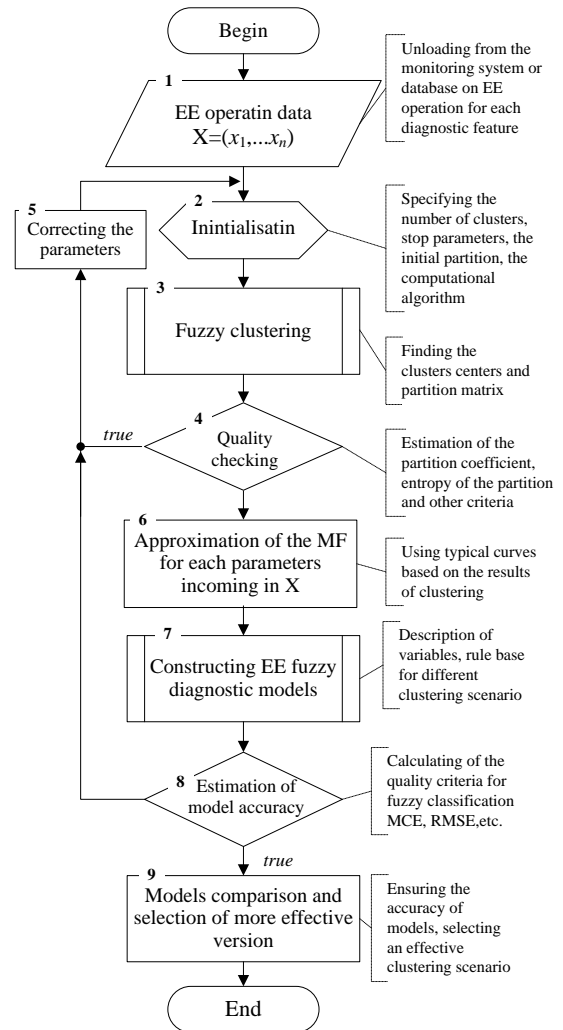 Begin
1
EE operatin data
X=(x1,...xn)
Unloading from the
monitoring system or
database on EE
operation for each
diagnostic feature
5
Correcting the
parameters
2
Inintialisatin
Specifying the
number of clusters,
stop parameters, the
initial partition, the
computational
algorithm
3
Fuzzy clustering
Finding the
clusters centers and
partition matrix
4
true
Quality
checking
Estimation of the
partition coefficient,
entropy of the partition
and other criteria
6
Approximation of the MF
for each parameters
incoming in X
Using typical curves
based on the results
of clustering
7
Constructing EE fuzzy
diagnostic models
Description of
variables, rule base
for different
clustering scenario
8
Estimation of
model accuracy
Calculating of the
quality criteria for
fuzzy classification
MCE, RMSE,etc.
true
9
Models comparison and
selection of more effective
version
Ensuring the
accuracy of
models, selecting
an effective
clustering scenario
End